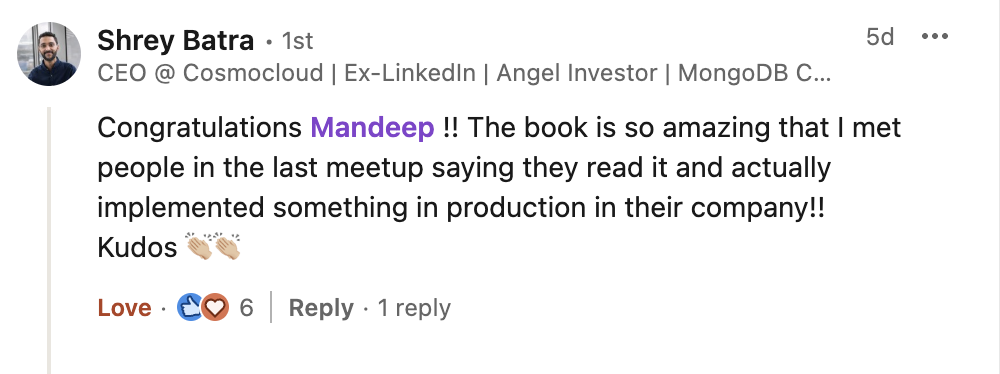 Shrey Batra • 1st
5d •••
CEO @ Cosmocloud | Ex-LinkedIn | Angel Investor | MongoDB C...
Congratulations Mandeep !! The book is so amazing that I met
people in the last meetup saying they read it and actually
implemented something in production in their company!!
Kudos 👏🏼👏🏼
Love · 6 | Reply · 1 reply